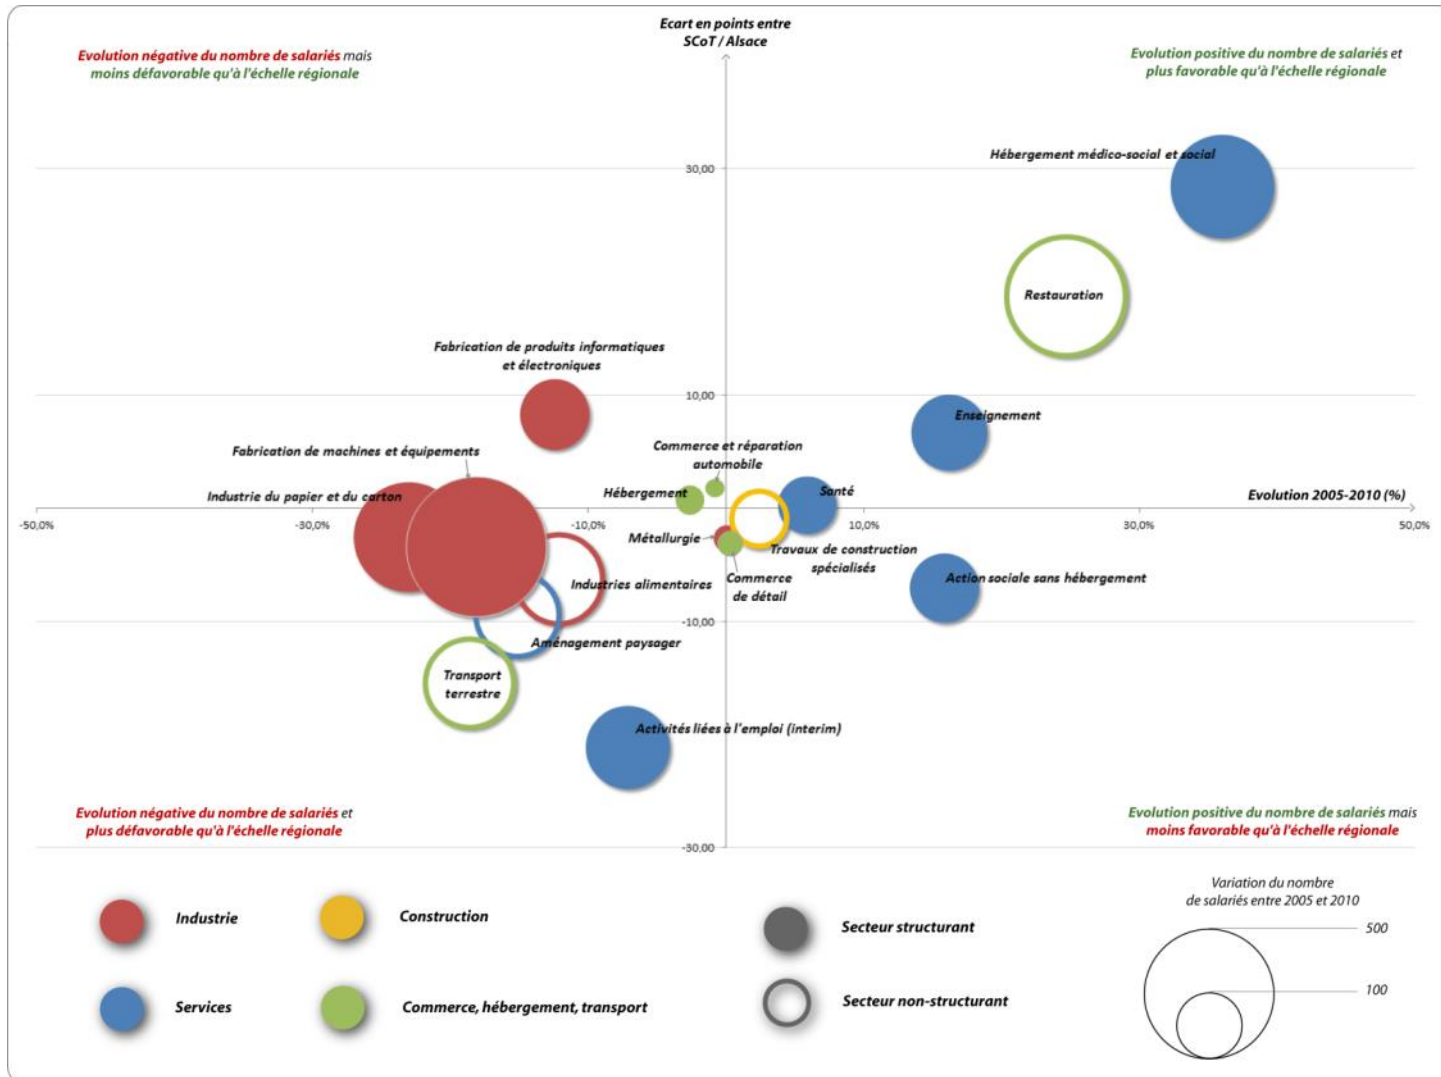 Ecart en points entre
SCoT / Alsace
Evolution négative du nombre de salariés mais
moins défavorable qu'à l'échelle régionale
Evolution positive du nombre de salariés et
plus favorable qu'à l'échelle régionale
Hébergement médico-social et social
30,00
Restauration
Fabrication de produits informatiques
et électroniques
10,00
Enseignement
Fabrication de machines et équipements
Commerce et réparation
automobile
Industrie du papier et du carton
Hébergement
Santé
Evolution 2005-2010 (%)
-50,0%
-30,0%
-10,0%
10,0%
30,0%
50,0%
Métallurgie
Travaux de construction
spécialisés
Industries alimentaires
Commerce
de détail
Action sociale sans hébergement
-10,00
Aménagement paysager
Transport
terrestre
Activités liées à l'emploi (interim)
Evolution négative du nombre de salariés et
plus défavorable qu'à l'échelle régionale
Evolution positive du nombre de salariés mais
moins favorable qu'à l'échelle régionale
-30,00
Industrie
Construction
Services
Commerce, hébergement, transport
Secteur structurant
Secteur non-structurant
Variation du nombre
de salariés entre 2005 et 2010
500
100